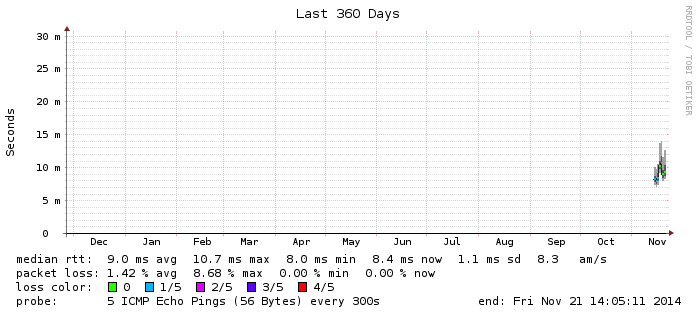 Last 360 Days
RRDTOOL / TOBI OETIKER
Seconds
30 m
25 m
20 m
15 m
10 m
5 m
0
Dec Jan Feb Mar Apr May Jun Jul Aug Sep Oct Nov
median rtt: 9.0 ms avg 10.7 ms max 8.0 ms min 8.4 ms now 1.1 ms sd 8.3 am/s
packet loss: 1.42 % avg 8.68 % max 0.00 % min 0.00 % now
loss color: 0 1/5 2/5 3/5 4/5
probe: 5 ICMP Echo Pings (56 Bytes) every 300s end: Fri Nov 21 14:05:11 2014